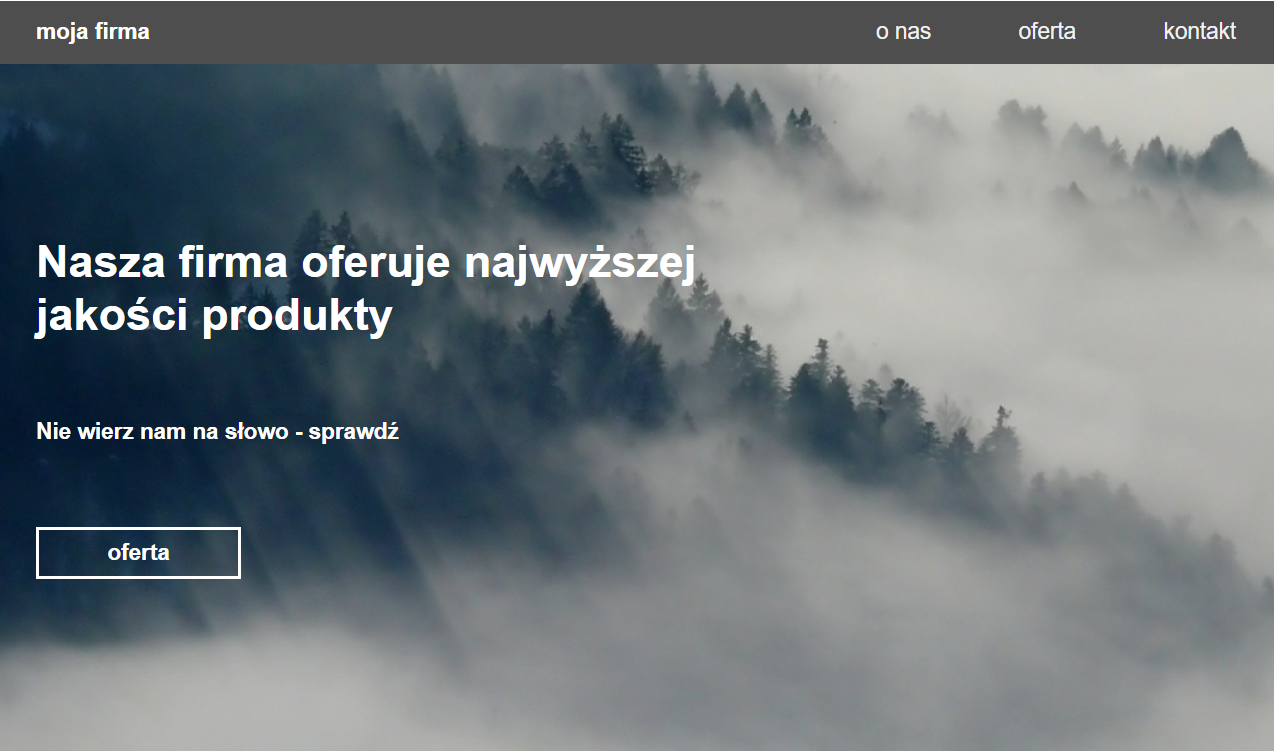 moja firma
o nas
oferta
kontakt
Nasza firma oferuje najwyższej
jakości produkty
Nie wierz nam na słowo - sprawdź
oferta